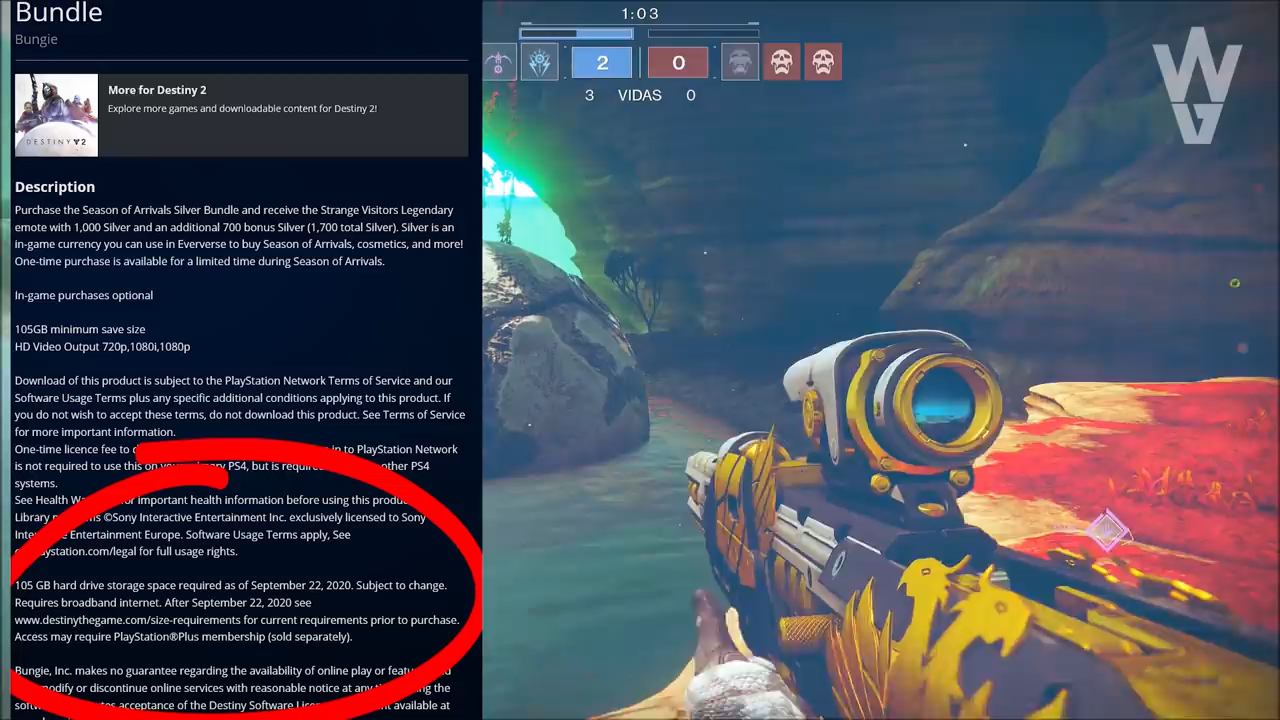 Bundle
Bungie
More for Destiny 2
Explore more games and downloadable content for Destiny 2!
DESTINY 2
Description
Purchase the Season of Arrivals Silver Bundle and receive the Strange Visitors Legendary
emote with 1,000 Silver and an additional 700 bonus Silver (1,700 total Silver). Silver is an
in-game currency you can use in Eververse to buy Season of Arrivals, cosmetics, and more!
One-time purchase is available for a limited time during Season of Arrivals.
In-game purchases optional
105GB minimum save size
HD Video Output 720p,1080i,1080p
Download of this product is subject to the PlayStation Network Terms of Service and our
Software Usage Terms plus any specific additional conditions applying to this product. If
you do not wish to accept these terms, do not download this product. See Terms of Service
for more important information.
One-time licence fee to in to PlayStation Network
is not required to use this on your primary PS4, but is required other PS4
systems.
See Health for important health information before using this product.
Library ©Sony Interactive Entertainment Inc. exclusively licensed to Sony
Entertainment Europe. Software Usage Terms apply, See
for full usage rights.
105 GB hard drive storage space required as of September 22, 2020. Subject to change.
Requires broadband internet. After September 22, 2020 see
www.destinythegame.com/size-requirements for current requirements prior to purchase.
Access may require PlayStation®Plus membership (sold separately).
Bungie, Inc. makes no guarantee regarding the availability of online play or
modify or discontinue online services with reasonable notice at any the
acceptance of the Destiny Software available at
1:03
2 0
3 VIDAS 0
WG